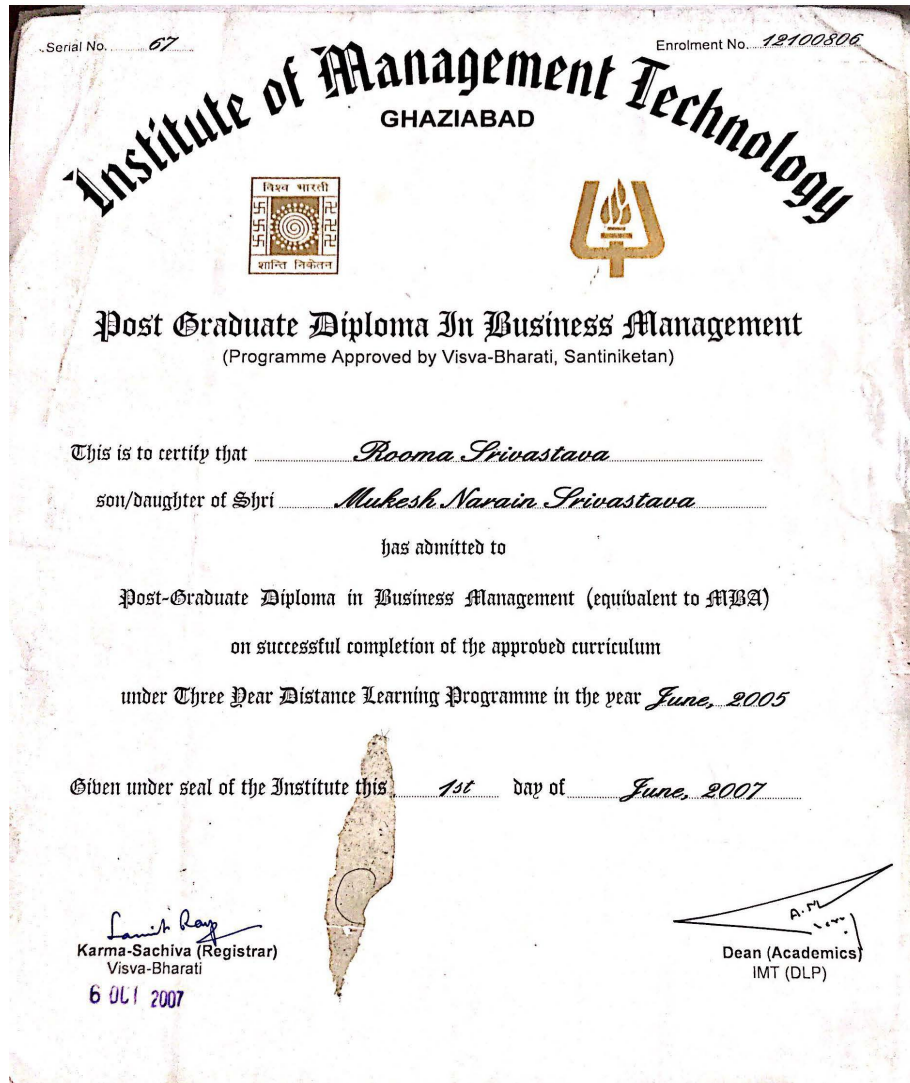 Serial No. 67
Enrolment No. 12100806
Institute of Management Technology
GHAZIABAD
विश्व भारती
शान्ति निकेतन
Post Graduate Diploma In Business Management
(Programme Approved by Visva-Bharati, Santiniketan)
This is to certify that Rooma Srivastava
son/daughter of Shri Mukesh Narain Srivastava
has admitted to
Post-Graduate Diploma in Business Management (equivalent to MBA)
on successful completion of the approved curriculum
under Three Year Distance Learning Programme in the year June, 2005
Given under seal of the Institute this 1st day of June, 2007
Karma-Sachiva (Registrar)
Visva-Bharati
6 OCT 2007
Dean (Academics)
IMT (DLP)